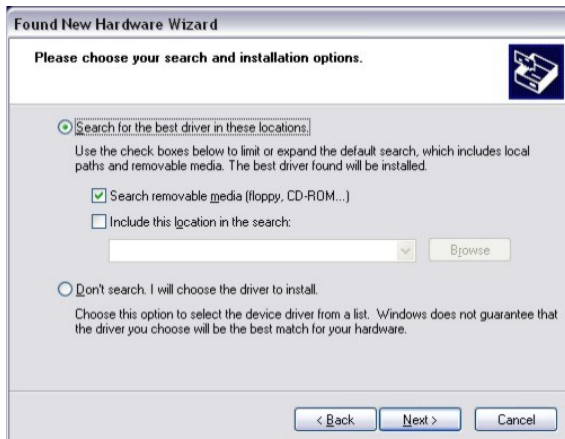 Found New Hardware Wizard
Please choose your search and installation options.
Search for the best driver in these locations.
Use the check boxes below to limit or expand the default search, which includes local
paths and removable media. The best driver found will be installed.
Search removable media (floppy, CD-ROM...)
Include this location in the search:
Browse
Don't search. I will choose the driver to install.
Choose this option to select the device driver from a list. Windows does not guarantee that
the driver you choose will be the best match for your hardware.
< Back
Next >
Cancel